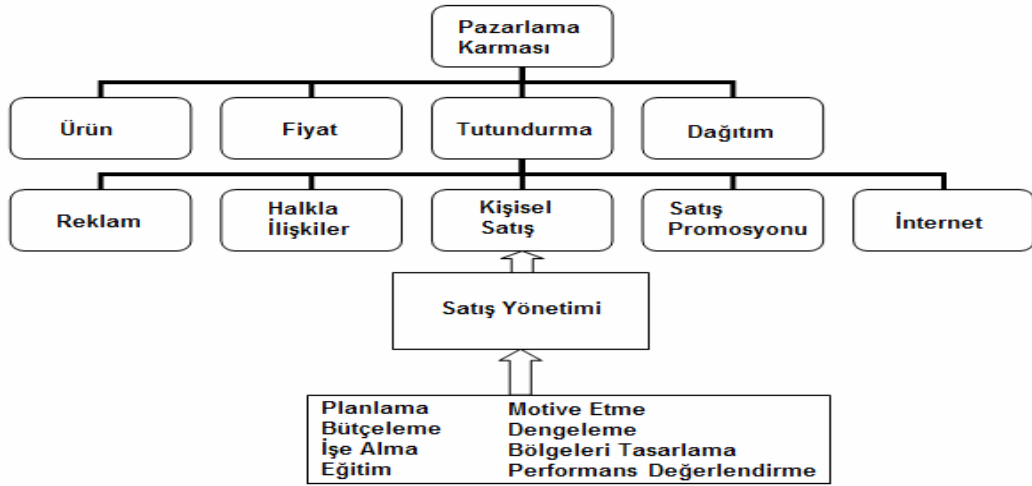 Pazarlama
Karması
Ürün
Fiyat
Tutundurma
Dağıtım
Reklam
Halkla
İlişkiler
Kişisel
Satış
Satış
Promosyonu
İnternet
Satış Yönetimi
Planlama
Bütçeleme
İşe Alma
Eğitim
Motive Etme
Dengeleme
Bölgeleri Tasarlama
Performans Değerlendirme